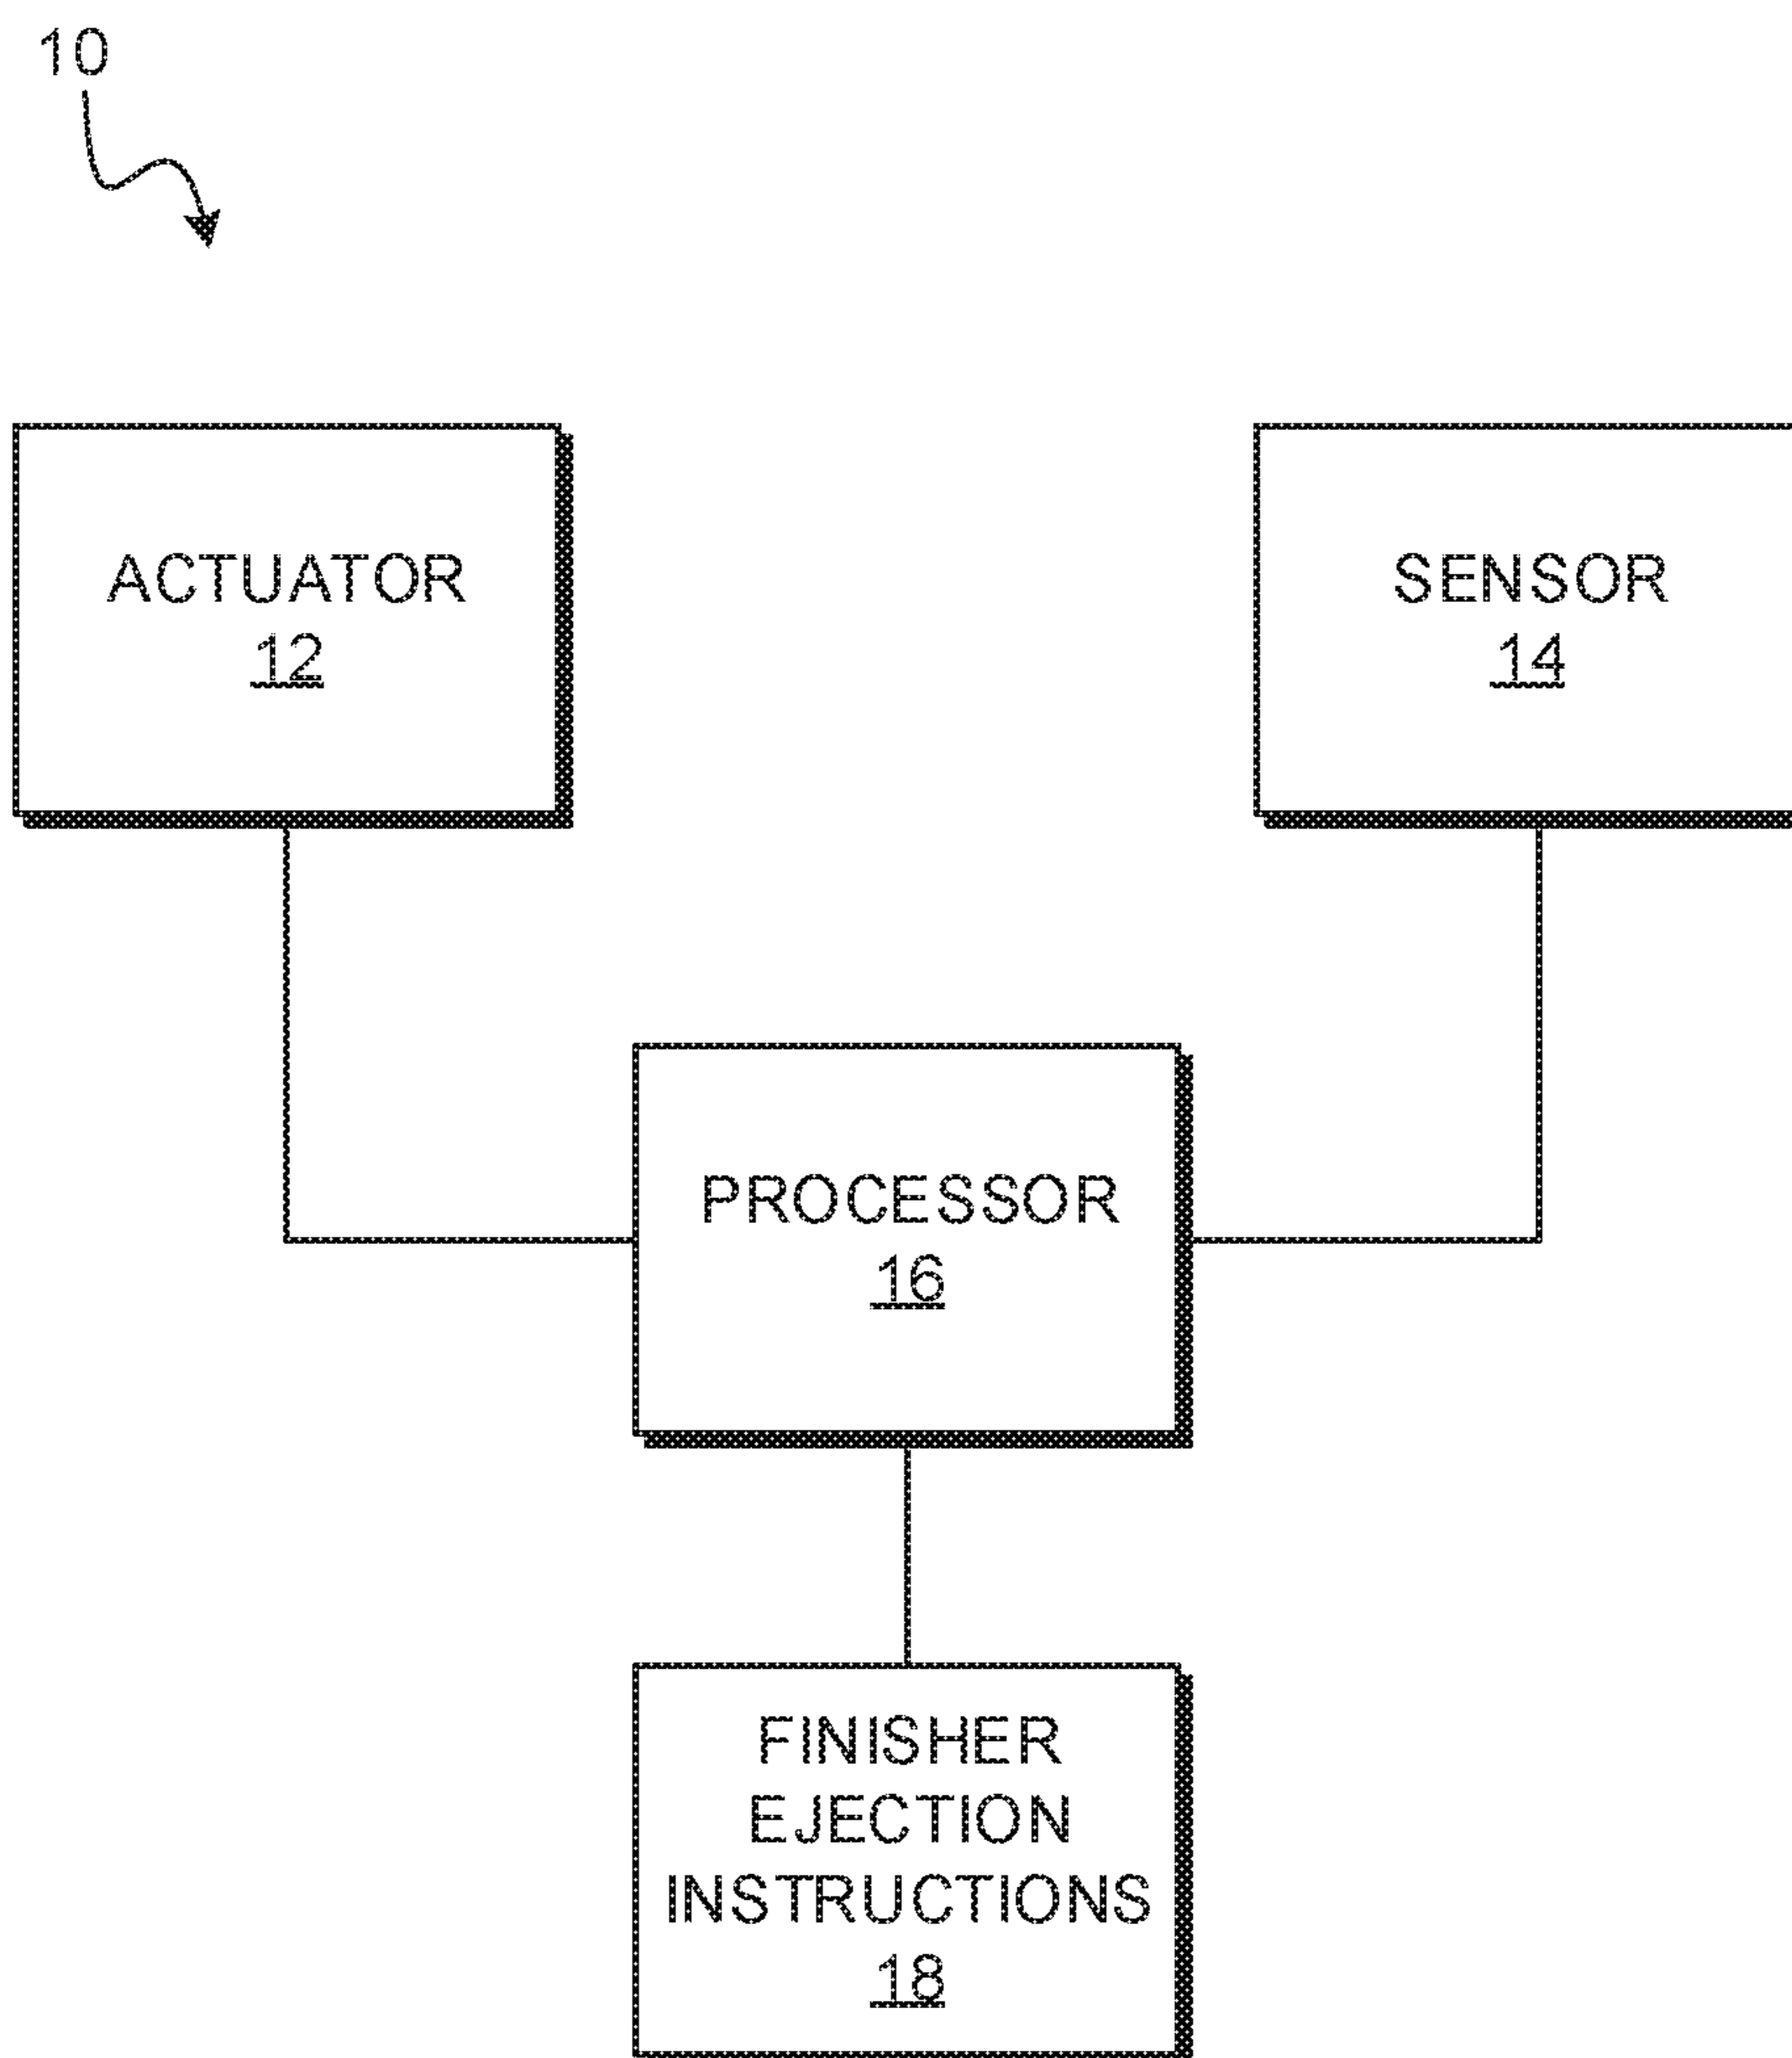 10
ACTUATOR
12
SENSOR
14
PROCESSOR
16
FINISHER
EJECTION
INSTRUCTIONS
18